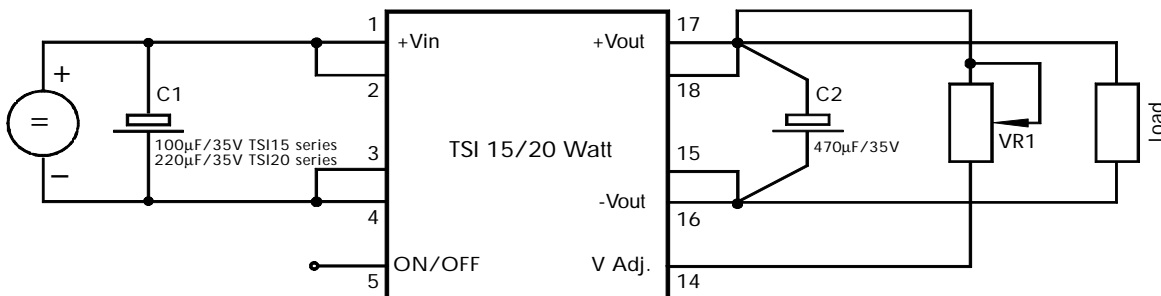 1
+Vin
2
3
4
ON/OFF
5
TSI 15/20 Watt
17
+Vout
18
15
-Vout
16
V Adj.
14
+
=
−
C1
100µF/35V TSI15 series
220µF/35V TSI20 series
C2
470µF/35V
VR1
Load